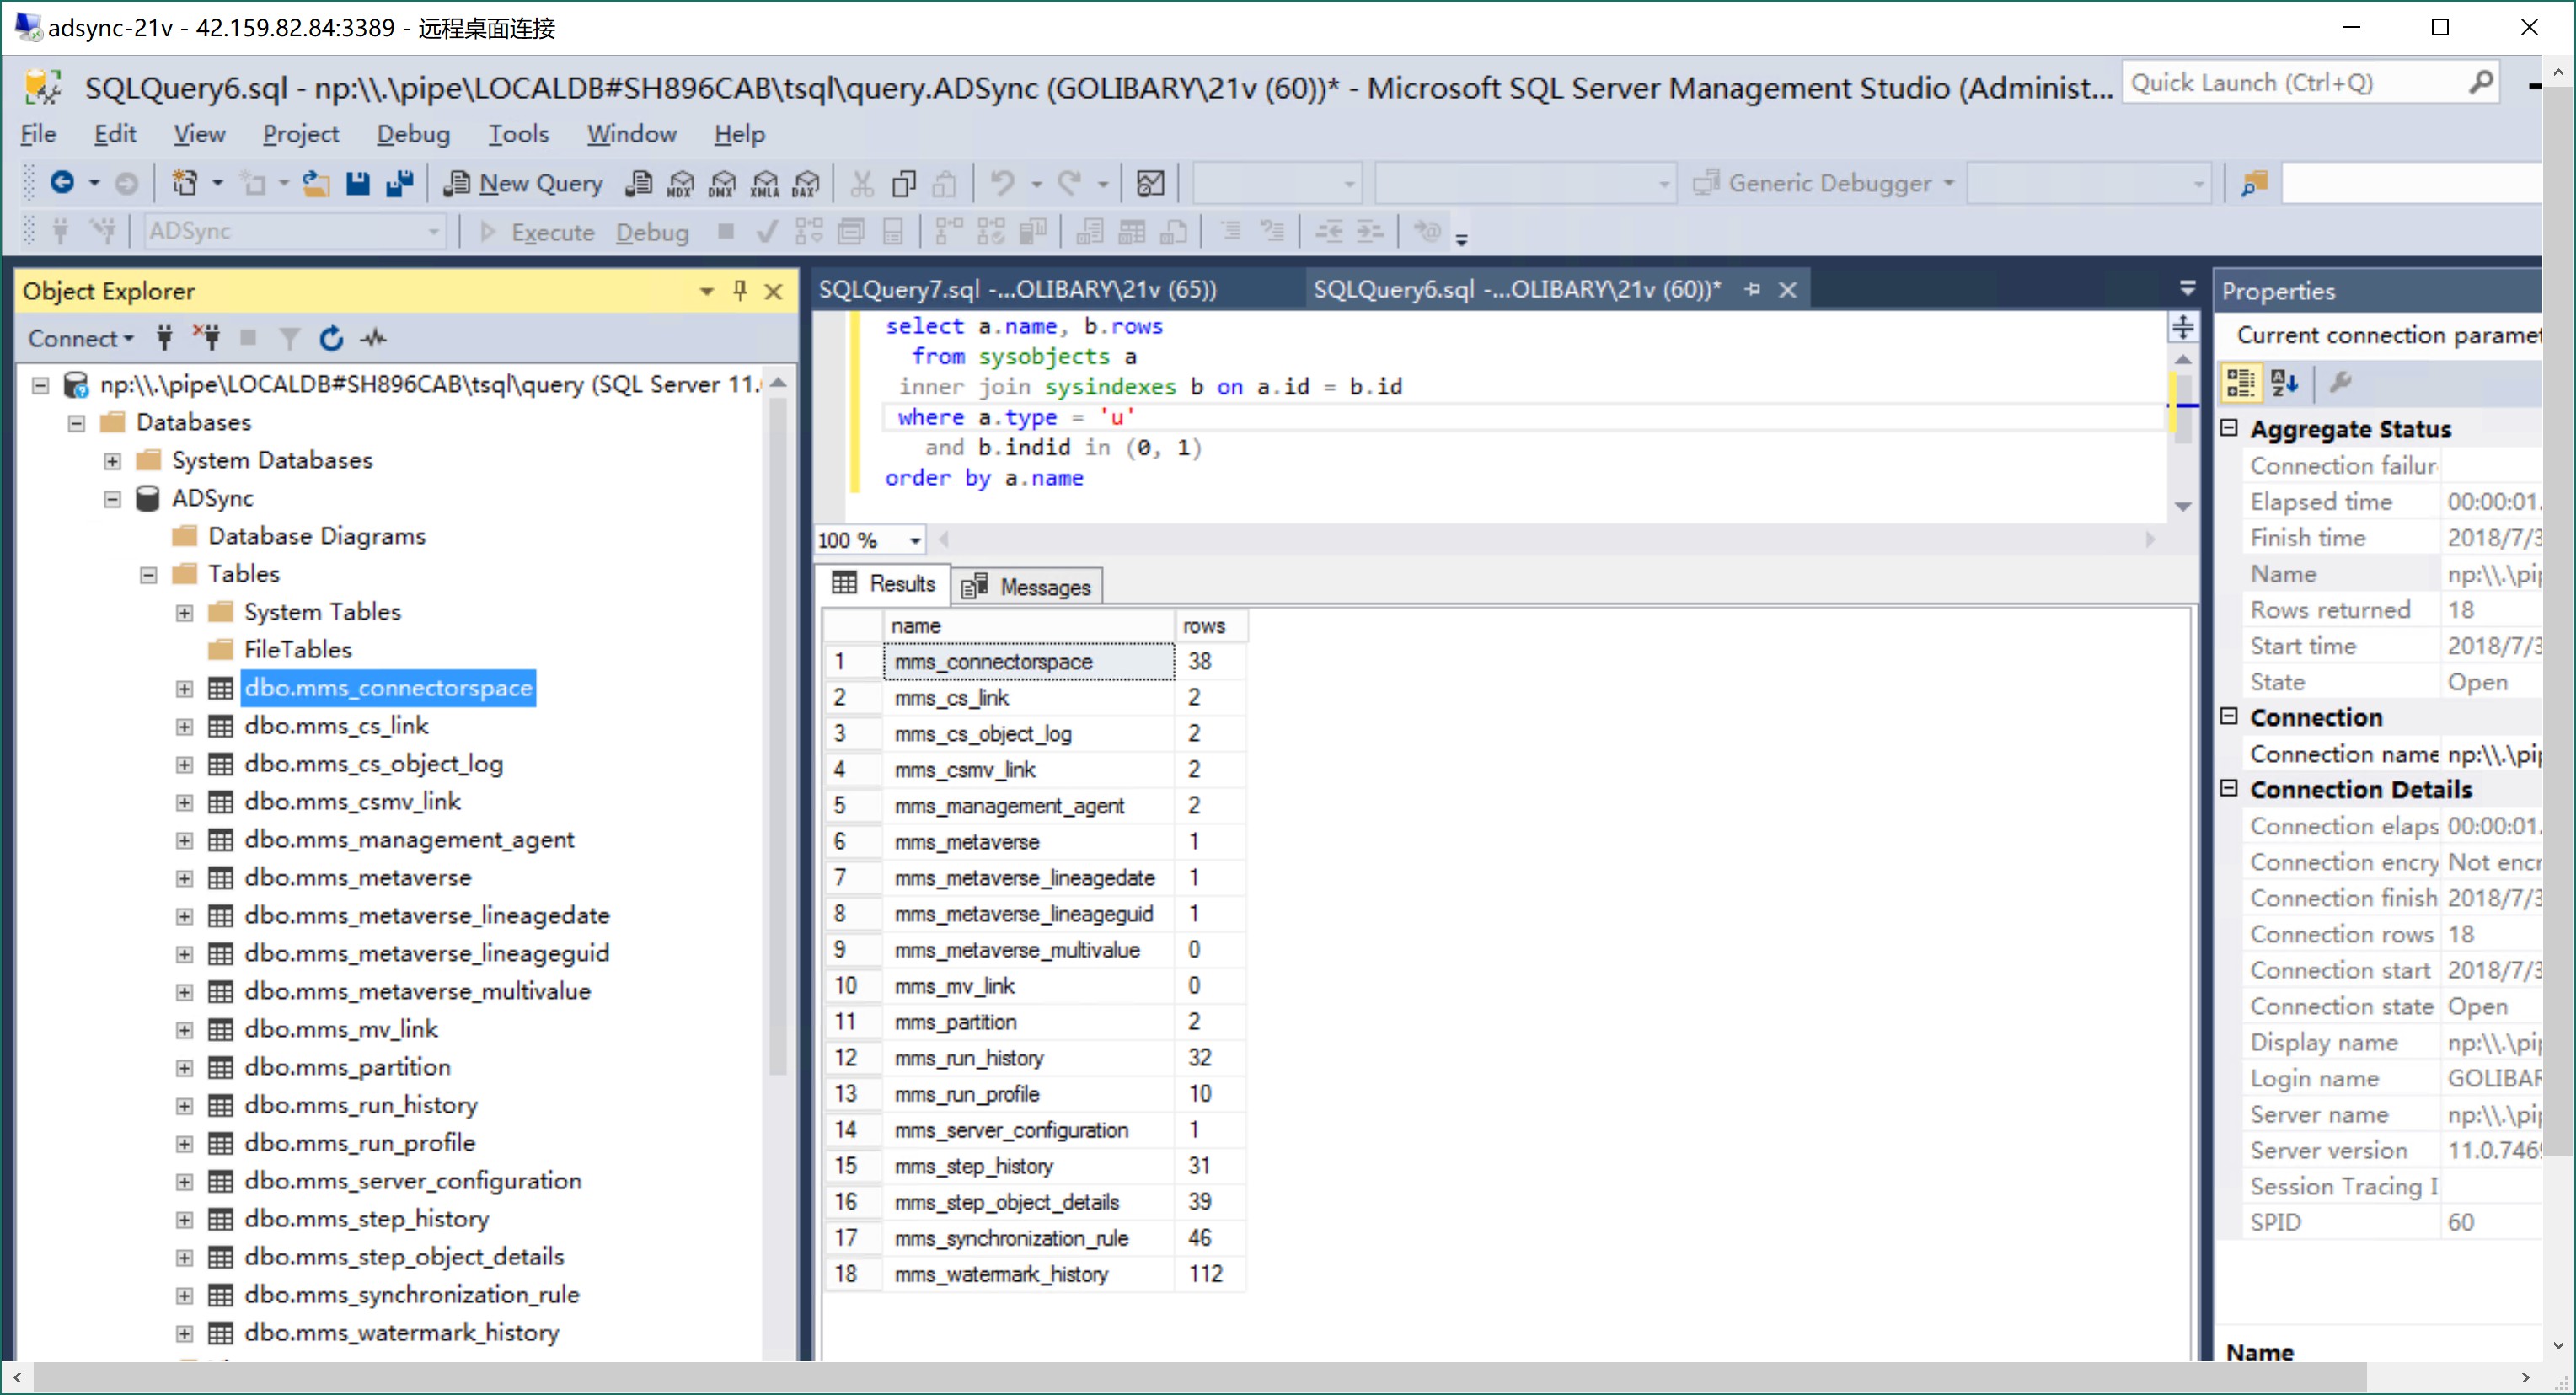 adsync-21v - 42.159.82.84:3389 - 远程桌面连接
SQLQuery6.sql - np:\\.\pipe\LOCALDB#SH896CAB\tsql\query.ADSync (GOLIBARY\21v (60))* - Microsoft SQL Server Management Studio (Administ...
Quick Launch (Ctrl+Q)
File Edit View Project Debug Tools Window Help
New Query MDX DMX XMLA DAX Generic Debugger
ADSync Execute Debug
Object Explorer
Connect
np:\\.\pipe\LOCALDB#SH896CAB\tsql\query (SQL Server 11.
Databases
System Databases
ADSync
Database Diagrams
Tables
System Tables
FileTables
dbo.mms_connectorspace
dbo.mms_cs_link
dbo.mms_cs_object_log
dbo.mms_csmv_link
dbo.mms_management_agent
dbo.mms_metaverse
dbo.mms_metaverse_lineagedate
dbo.mms_metaverse_lineageguid
dbo.mms_metaverse_multivalue
dbo.mms_mv_link
dbo.mms_partition
dbo.mms_run_history
dbo.mms_run_profile
dbo.mms_server_configuration
dbo.mms_step_history
dbo.mms_step_object_details
dbo.mms_synchronization_rule
dbo.mms_watermark_history
SQLQuery7.sql -...OLIBARY\21v (65)) SQLQuery6.sql -...OLIBARY\21v (60))*
select a.name, b.rows
from sysobjects a
inner join sysindexes b on a.id = b.id
where a.type = 'u'
and b.indid in (0, 1)
order by a.name
100 %
Results Messages
name rows
1 mms_connectorspace 38
2 mms_cs_link 2
3 mms_cs_object_log 2
4 mms_csmv_link 2
5 mms_management_agent 2
6 mms_metaverse 1
7 mms_metaverse_lineagedate 1
8 mms_metaverse_lineageguid 1
9 mms_metaverse_multivalue 0
10 mms_mv_link 0
11 mms_partition 2
12 mms_run_history 32
13 mms_run_profile 10
14 mms_server_configuration 1
15 mms_step_history 31
16 mms_step_object_details 39
17 mms_synchronization_rule 46
18 mms_watermark_history 112
Properties
Current connection paramet
Aggregate Status
Connection failur
Elapsed time 00:00:01.
Finish time 2018/7/3
Name np:\\.\pip
Rows returned 18
Start time 2018/7/3
State Open
Connection
Connection name np:\\.\pip
Connection Details
Connection elaps 00:00:01.
Connection encry Not encr
Connection finish 2018/7/3
Connection rows 18
Connection start 2018/7/3
Connection state Open
Display name np:\\.\pip
Login name GOLIBAR
Server name np:\\.\pip
Server version 11.0.746
Session Tracing I
SPID 60
Name